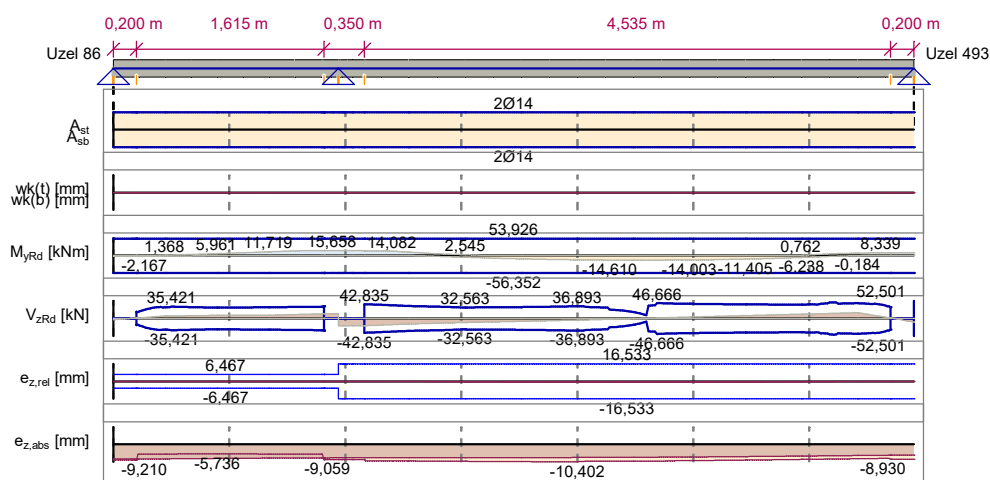 0,200 m 1,615 m 0,350 m 4,535 m 0,200 m
Uzel 86 Uzel 493
2Ø14
Ast
Asb
2Ø14
wk(t) [mm]
wk(b) [mm]
53,926
1,368 5,961 11,719 15,658 14,082 2,545 0,762 8,339
MyRd [kNm]
-2,167 -14,610 -14,003 -11,405 -6,238 -0,184
-56,352
35,421 42,835 32,563 36,893 46,666 52,501
VzRd [kN]
-35,421 -42,835 -32,563 -36,893 -46,666 -52,501
16,533
6,467
ez,rel [mm]
-6,467
-16,533
ez,abs [mm]
-9,210 -5,736 -9,059 -10,402 -8,930